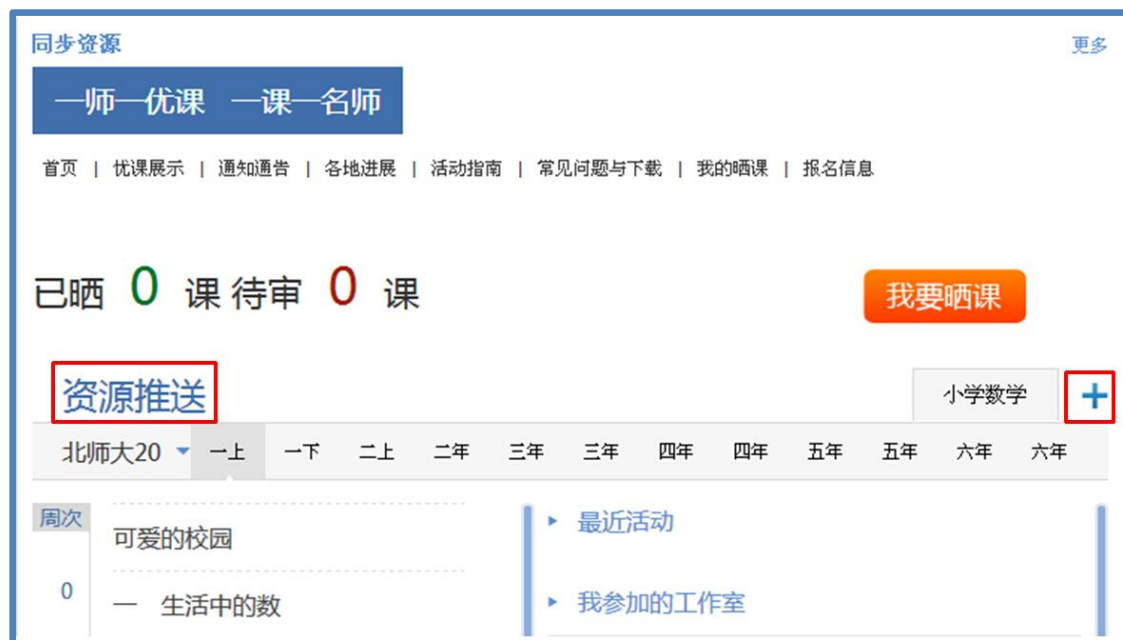 同步资源 更多
一师一优课 一课一名师
首页 | 优课展示 | 通知通告 | 各地进展 | 活动指南 | 常见问题与下载 | 我的晒课 | 报名信息
已晒 0 课 待审 0 课 我要晒课
资源推送 小学数学 +
北师大20 一上 一下 二上 二年 三年 三年 四年 四年 五年 五年 六年 六年
周次 可爱的校园 最近活动
0 一 生活中的数 我参加的工作室